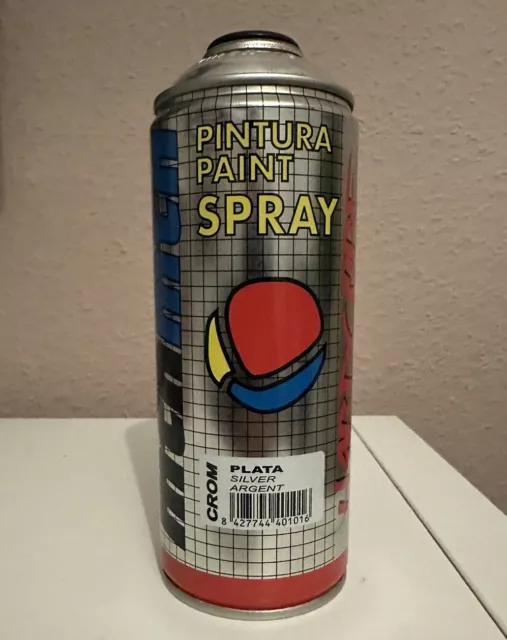 PINTURA
PAINT
SPRAY
CROM
PLATA
SILVER
ARGENT
8 427744 401016